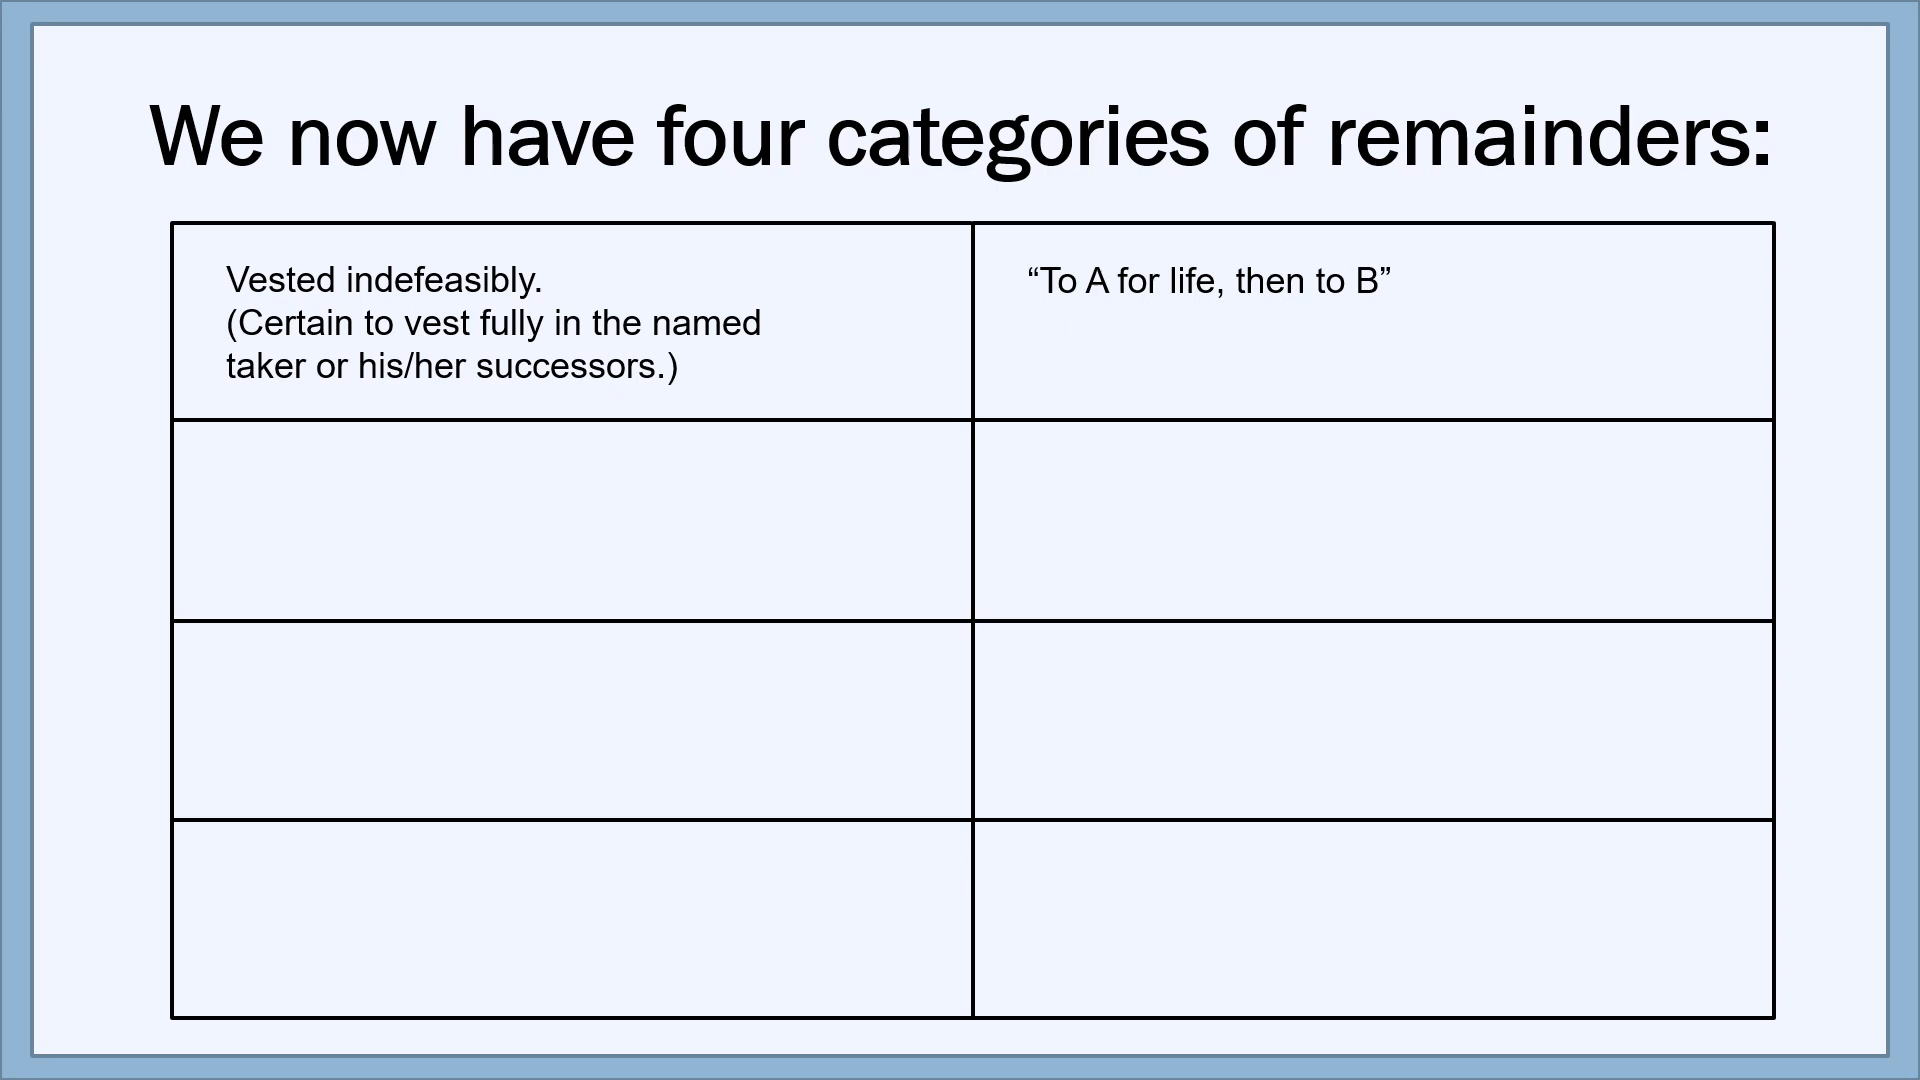 We now have four categories of remainders:
Vested indefeasibly.
(Certain to vest fully in the named
taker or his/her successors.)
“To A for life, then to B”